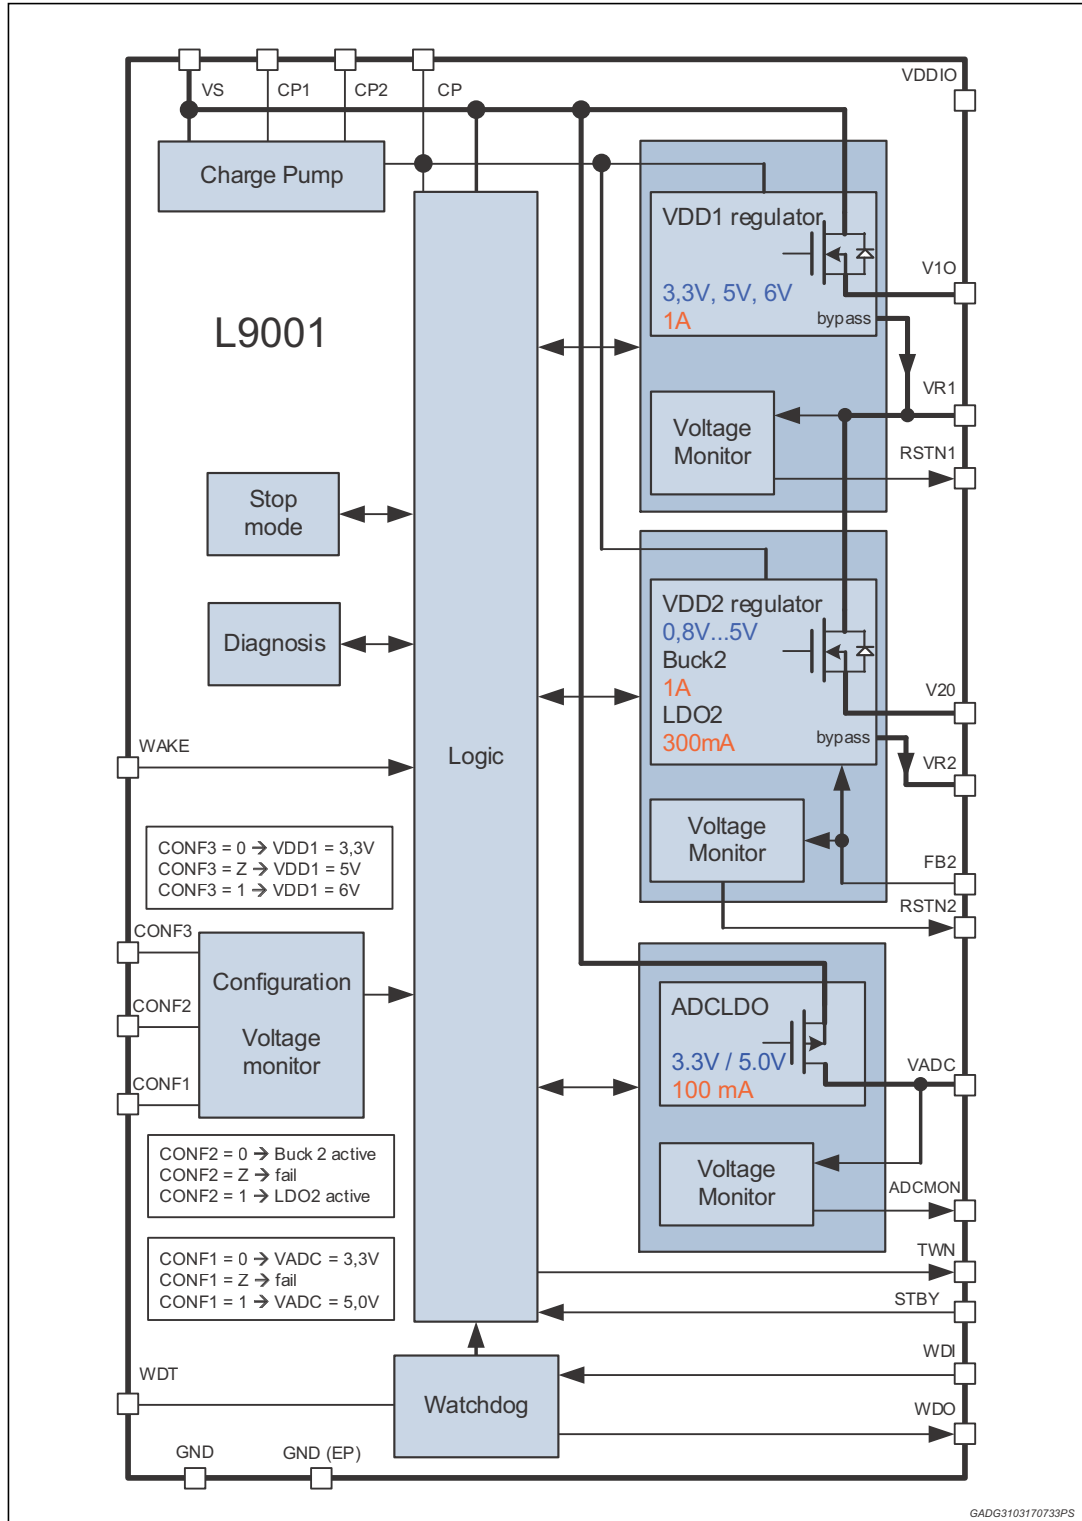 VDDIO
VS
CP1
CP2
CP
Charge Pump
VDD1 regulator
3,3V, 5V, 6V
1A
bypass
V1O
L9001
VR1
Voltage
Monitor
RSTN1
Stop
mode
VDD2 regulator
0,8V...5V
Buck2
1A
LDO2
300mA
bypass
Diagnosis
V20
WAKE
Logic
VR2
Voltage
Monitor
CONF3 = 0 → VDD1 = 3,3V
CONF3 = Z → VDD1 = 5V
CONF3 = 1 → VDD1 = 6V
FB2
RSTN2
CONF3
Configuration
CONF2
Voltage
monitor
CONF1
ADCLDO
3.3V / 5.0V
100 mA
VADC
CONF2 = 0 → Buck 2 active
CONF2 = Z → fail
CONF2 = 1 → LDO2 active
Voltage
Monitor
ADCMON
CONF1 = 0 → VADC = 3,3V
CONF1 = Z → fail
CONF1 = 1 → VADC = 5,0V
TWN
STBY
WDT
Watchdog
WDI
WDO
GND
GND (EP)
GADG3103170733PS